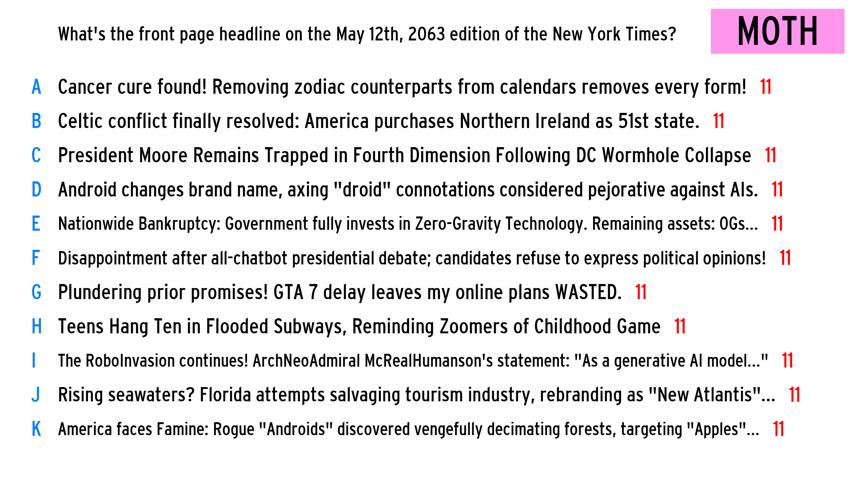 What's the front page headline on the May 12th, 2063 edition of the New York Times?
MOTH
A Cancer cure found! Removing zodiac counterparts from calendars removes every form! 11
B Celtic conflict finally resolved: America purchases Northern Ireland as 51st state. 11
C President Moore Remains Trapped in Fourth Dimension Following DC Wormhole Collapse 11
D Android changes brand name, axing "droid" connotations considered pejorative against AIs. 11
E Nationwide Bankruptcy: Government fully invests in Zero-Gravity Technology. Remaining assets: 0Gs... 11
F Disappointment after all-chatbot presidential debate; candidates refuse to express political opinions! 11
G Plundering prior promises! GTA 7 delay leaves my online plans WASTED. 11
H Teens Hang Ten in Flooded Subways, Reminding Zoomers of Childhood Game 11
I The RoboInvasion continues! ArchNeoAdmiral McRealHumanson's statement: "As a generative AI model..." 11
J Rising seawaters? Florida attempts salvaging tourism industry, rebranding as "New Atlantis"... 11
K America faces Famine: Rogue "Androids" discovered vengefully decimating forests, targeting "Apples"... 11